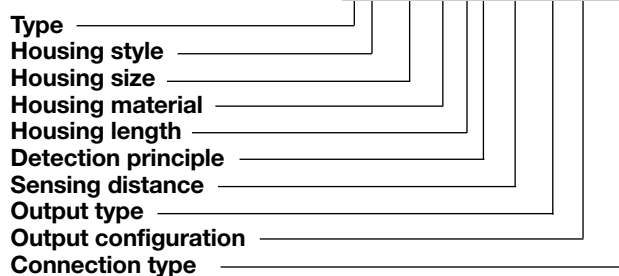 Type
Housing style
Housing size
Housing material
Housing length
Detection principle
Sensing distance
Output type
Output configuration
Connection type